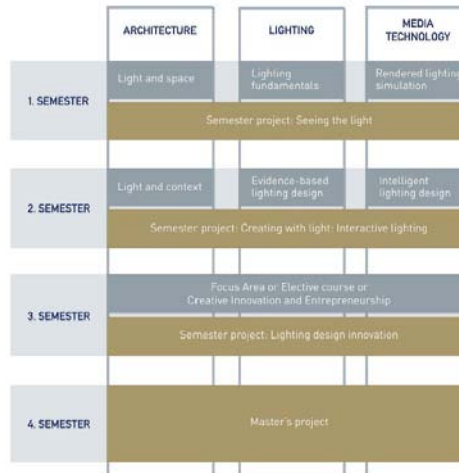 ARCHITECTURE
LIGHTING
MEDIA
TECHNOLOGY
1. SEMESTER
Light and space
Lighting
fundamentals
Rendered lighting
simulation
Semester project: Seeing the light
2. SEMESTER
Light and context
Evidence-based
lighting design
Intelligent
lighting design
Semester project: Creating with light: Interactive lighting
3. SEMESTER
Focus Area or Elective course or
Creative Innovation and Entrepreneurship
Semester project: Lighting design innovation
4. SEMESTER
Master's project